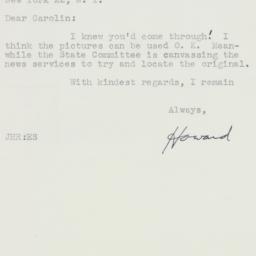 New York 22, N. Y.
Dear Carolin:
I knew you'd come through! I
think the pictures can be used O. K. Mean-
while the State Committee is canvassing the
news services to try and locate the original.
With kindest regards, I remain
Always,
Howard
JHR:ES